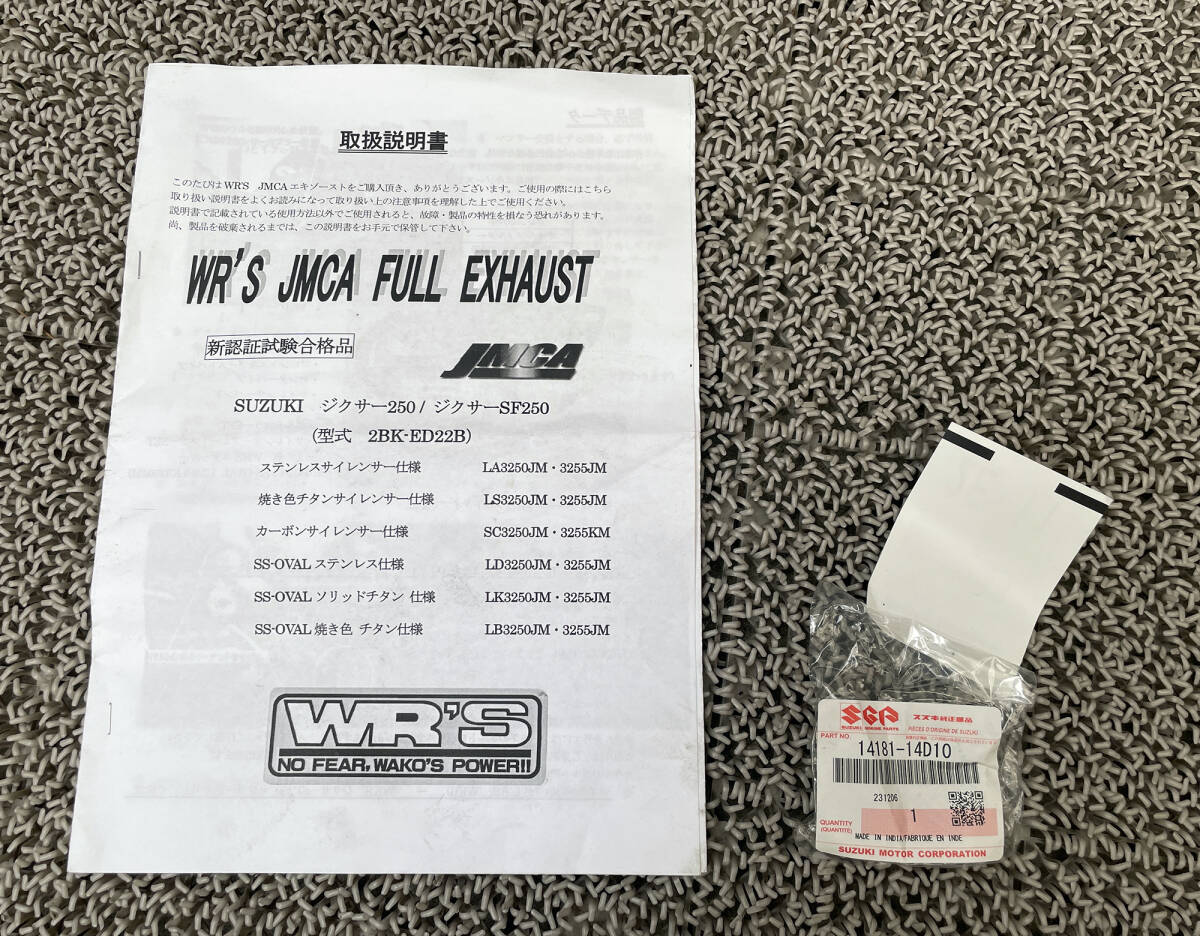 取扱説明書
このたびは WR'S JMCAエキゾーストをご購入頂き、ありがとうございます。ご使用の際にはこちら
取り扱い説明書をよくお読みになって取り扱い上の注意事項を理解した上でご使用ください。
説明書で記載されている使用方法以外でご使用されると、故障・製品の特性を損なう恐れがあります。
尚、製品を破棄されるまでは、この説明書をお手元で保管して下さい。
WR'S JMCA FULL EXHAUST
新認証試験合格品
JMCA
SUZUKI ジクサー250 / ジクサーSF250
(型式 2BK-ED22B)
ステンレスサイレンサー仕様 LA3250JM・3255JM
焼き色チタンサイレンサー仕様 LS3250JM・3255JM
カーボンサイレンサー仕様 SC3250JM・3255KM
SS-OVAL ステンレス仕様 LD3250JM・3255JM
SS-OVAL ソリッドチタン 仕様 LK3250JM・3255JM
SS-OVAL 焼き色 チタン仕様 LB3250JM・3255JM
WR'S
NO FEAR, WAKO'S POWER!!
製品データ
SGP スズキ純正部品
SUZUKI GENUINE PARTS PIECES D'ORIGINE DE SUZUKI
PART NO.
14181-14D10
231206
QUANTITY
(QUANTITÉ)
1
MADE IN INDIA/FABRIQUE EN INDE
SUZUKI MOTOR CORPORATION